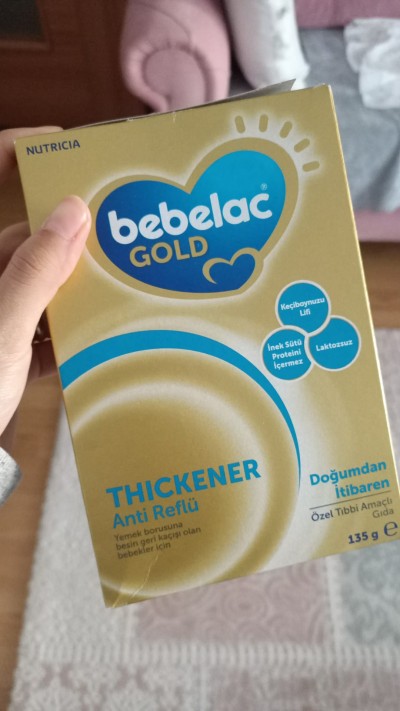 NUTRICIA
bebelac
GOLD
Keçiboynuzu
Lifi
İnek Sütü
Proteini
İçermez
Laktozsuz
THICKENER
Anti Reflü
Yemek borusuna
besin geri kaçışı olan
bebekler için
Doğumdan
İtibaren
Özel Tıbbi Amaçlı
Gıda
135 g e